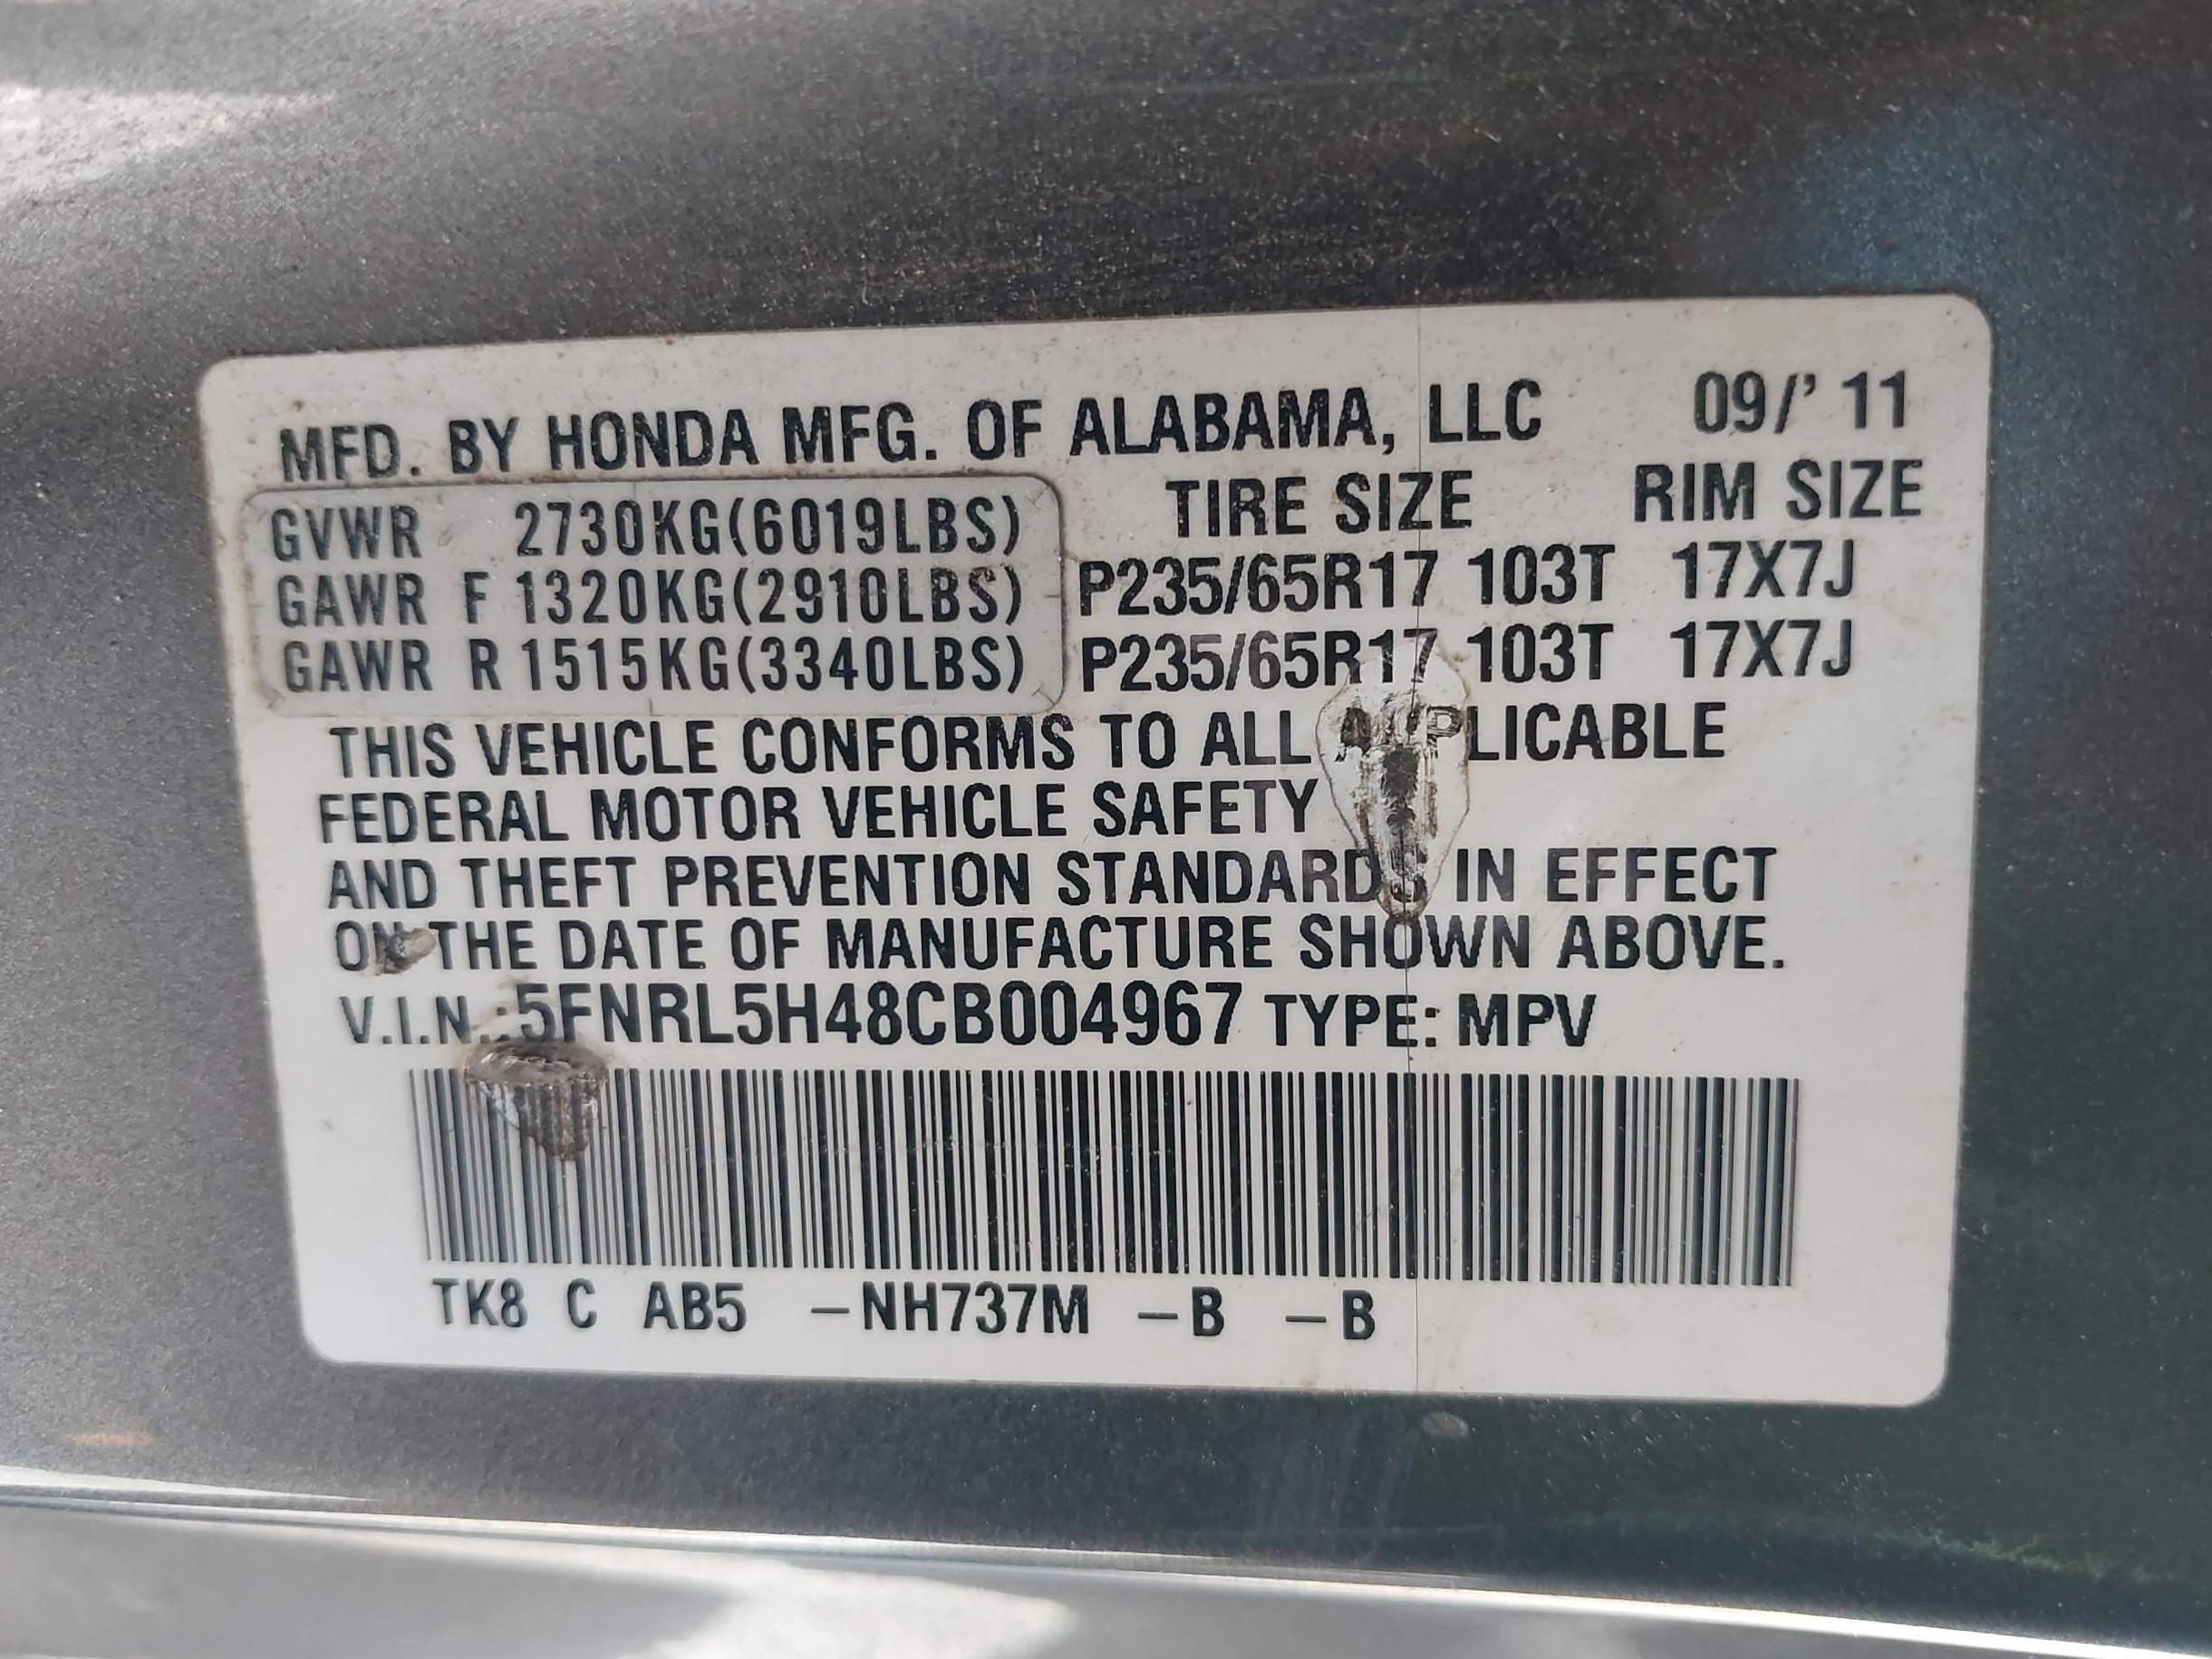 MFD. BY HONDA MFG. OF ALABAMA, LLC 09/'11
TIRE SIZE RIM SIZE
GVWR 2730KG(6019LBS)
GAWR F 1320KG(2910LBS) P235/65R17 103T 17X7J
GAWR R 1515KG(3340LBS) P235/65R17 103T 17X7J
THIS VEHICLE CONFORMS TO ALL APPLICABLE
FEDERAL MOTOR VEHICLE SAFETY
AND THEFT PREVENTION STANDARDS IN EFFECT
ON THE DATE OF MANUFACTURE SHOWN ABOVE.
V.I.N.:5FNRL5H48CB004967 TYPE: MPV
TK8 C AB5 –NH737M –B –B